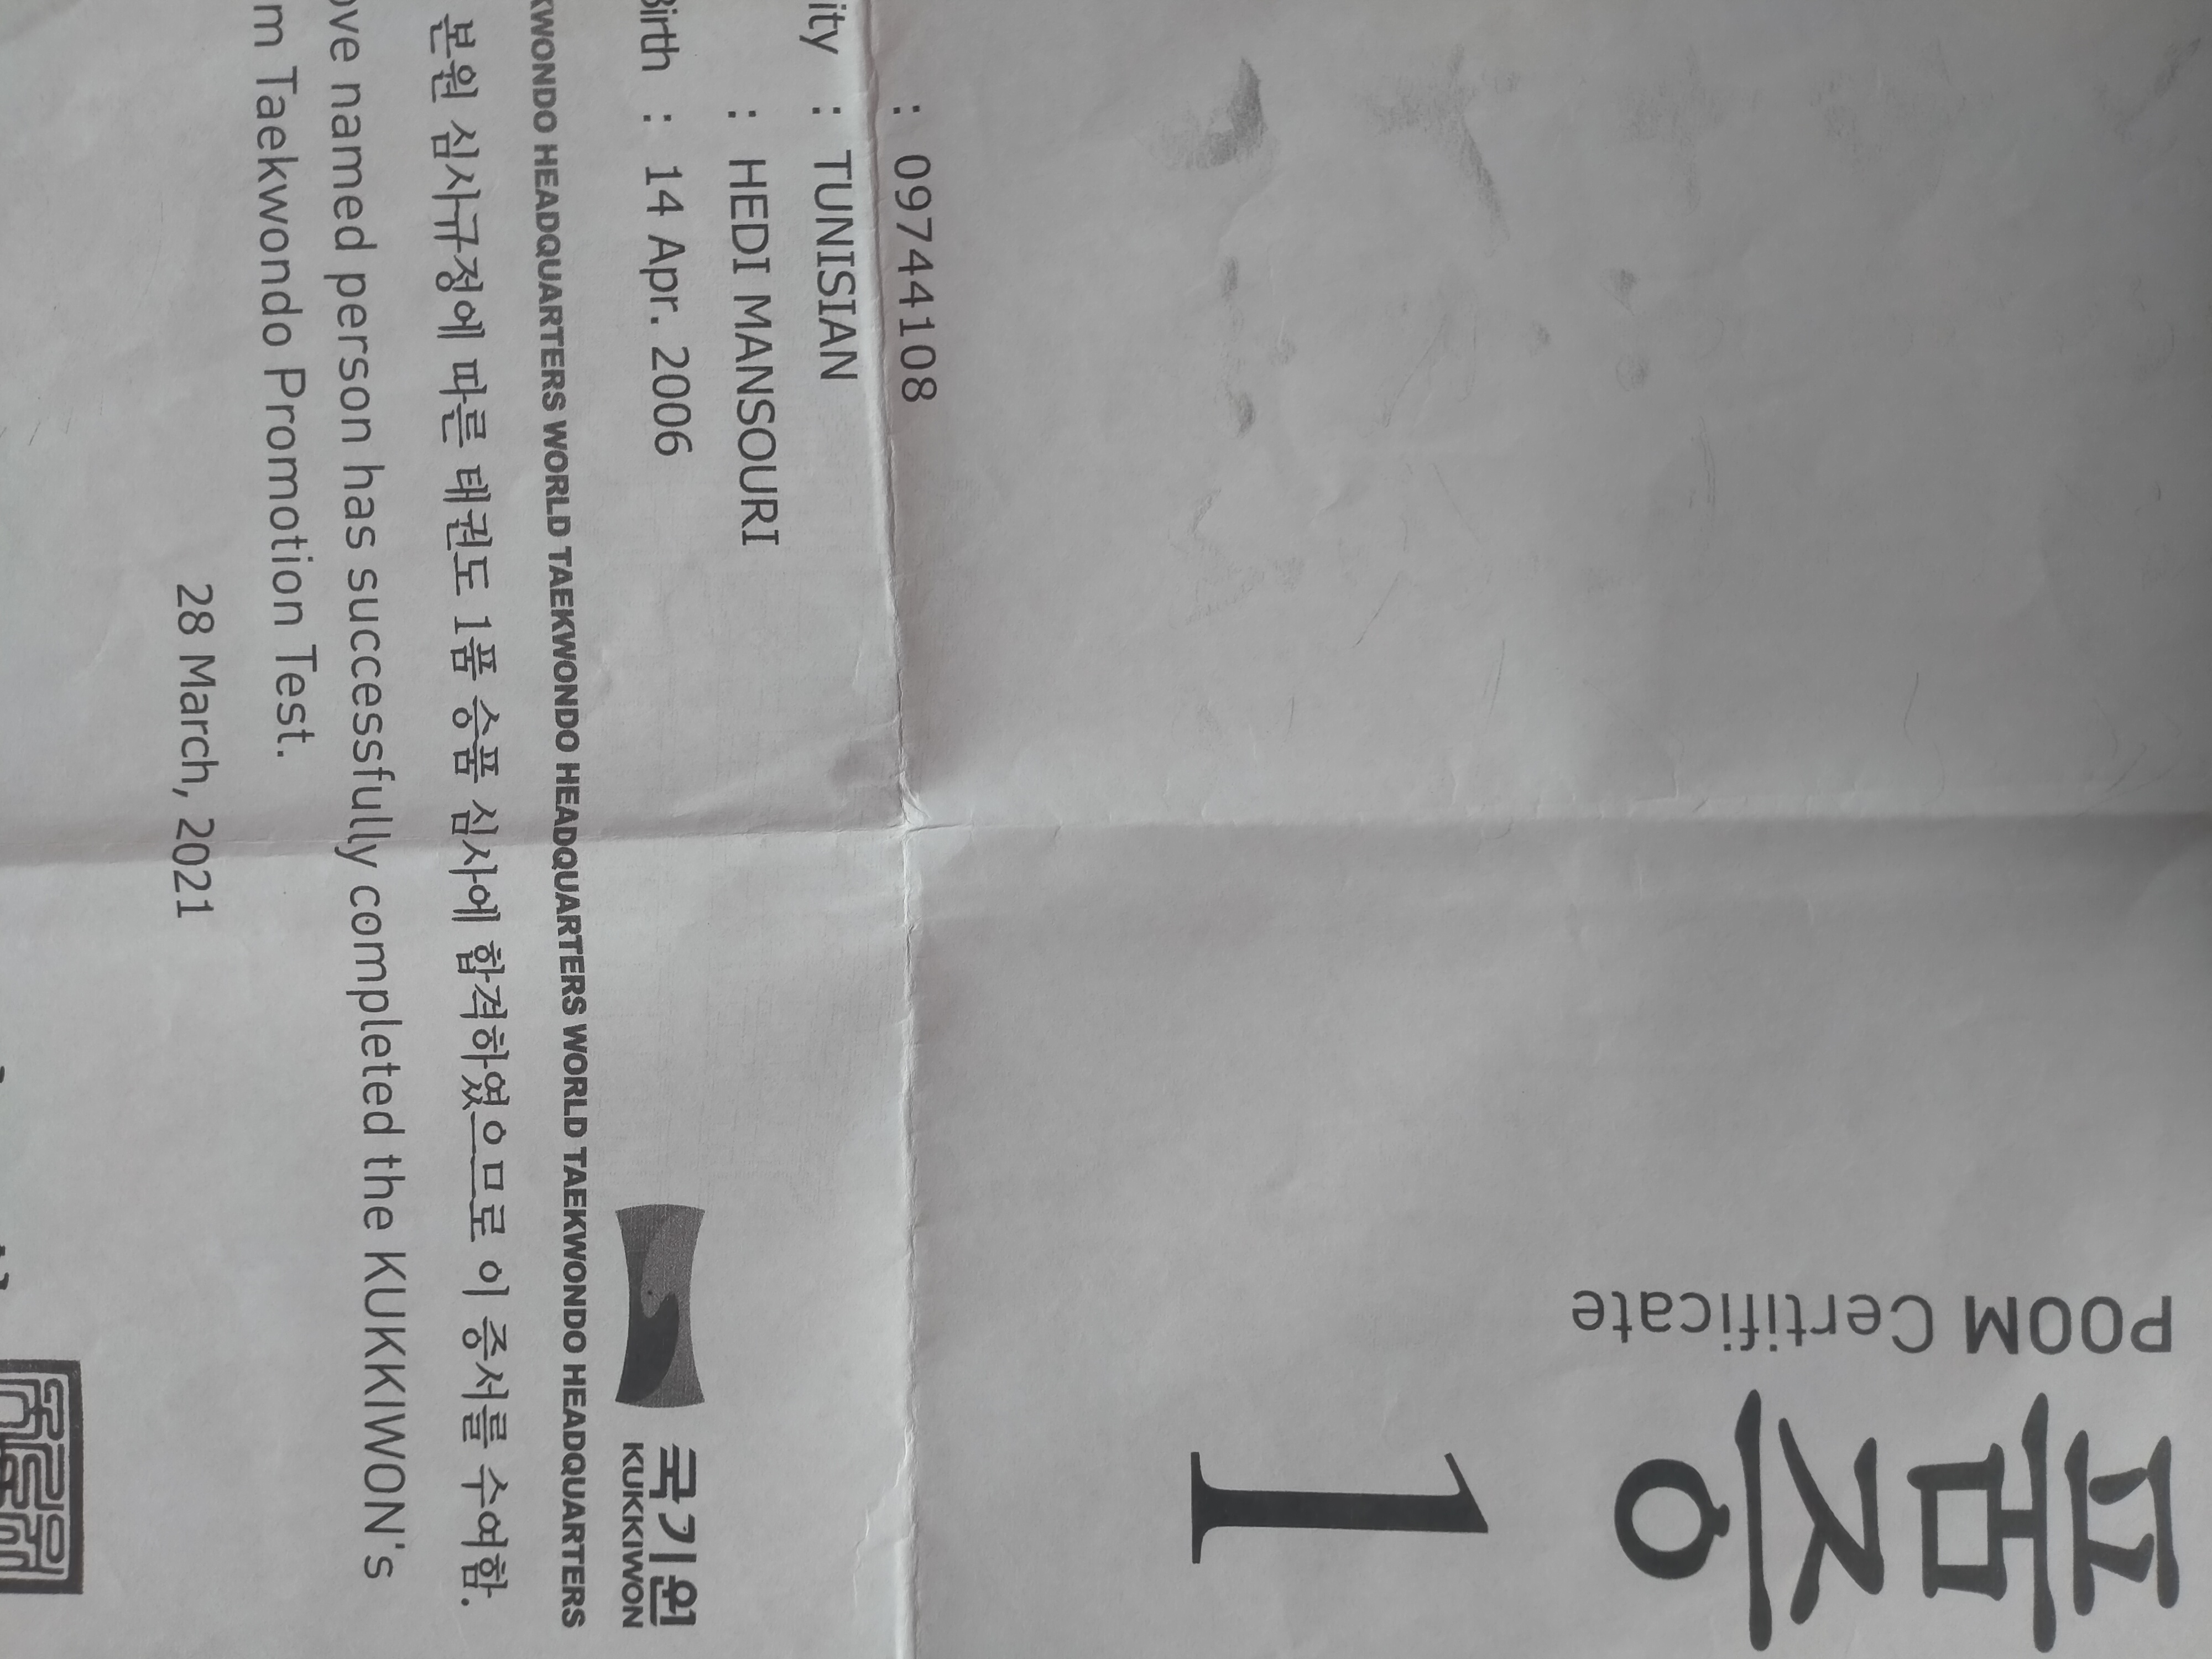 품증
POOM Certificate
1
: 09744108
ity : TUNISIAN
: HEDI MANSOURI
Birth : 14 Apr. 2006
국기원
KUKKIWON
KWONDO HEADQUARTERS WORLD TAEKWONDO HEADQUARTERS WORLD TAEKWONDO HEADQUARTERS
본원 심사규정에 따른 태권도 1품 승품 심사에 합격하였으므로 이 증서를 수여함.
ove named person has successfully completed the KUKKIWON's
m Taekwondo Promotion Test.
28 March, 2021